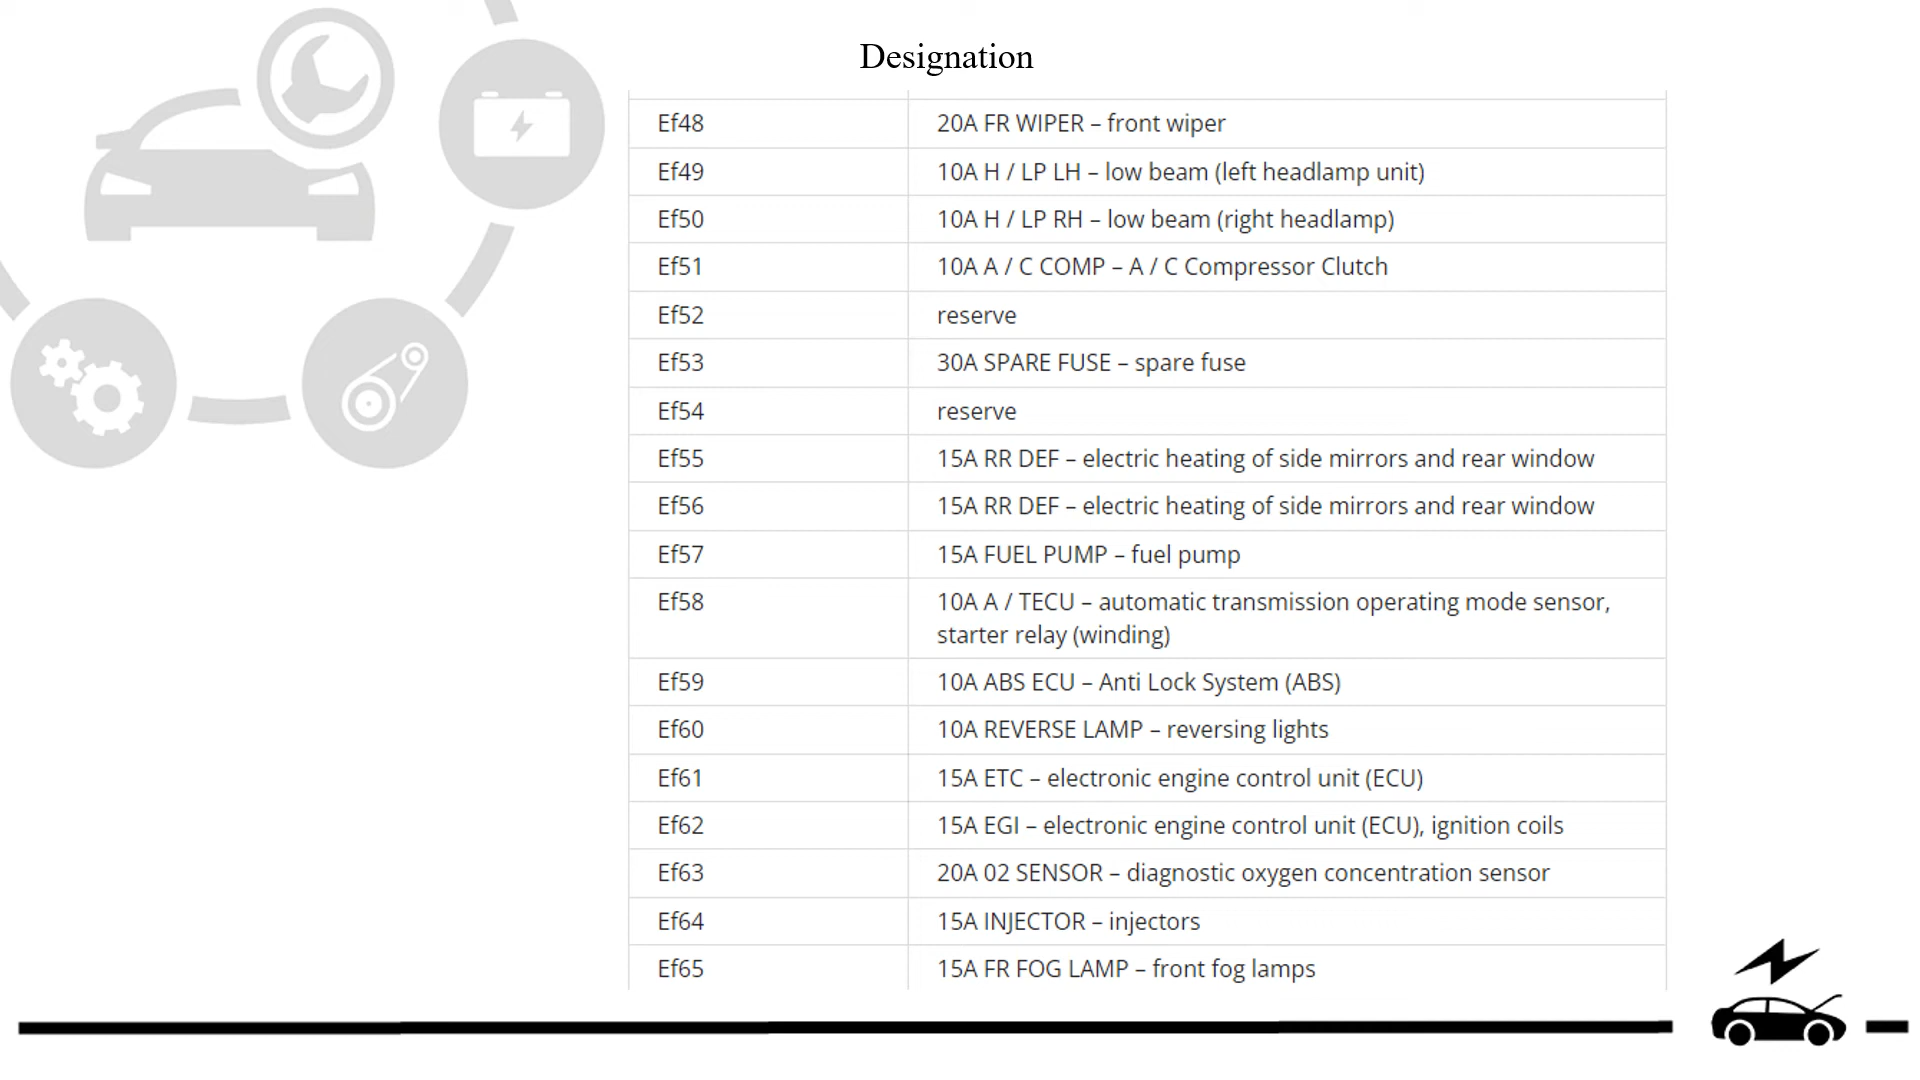 Designation
Ef48 20A FR WIPER – front wiper
Ef49 10A H / LP LH – low beam (left headlamp unit)
Ef50 10A H / LP RH – low beam (right headlamp)
Ef51 10A A / C COMP – A / C Compressor Clutch
Ef52 reserve
Ef53 30A SPARE FUSE – spare fuse
Ef54 reserve
Ef55 15A RR DEF – electric heating of side mirrors and rear window
Ef56 15A RR DEF – electric heating of side mirrors and rear window
Ef57 15A FUEL PUMP – fuel pump
Ef58 10A A / TECU – automatic transmission operating mode sensor,
starter relay (winding)
Ef59 10A ABS ECU – Anti Lock System (ABS)
Ef60 10A REVERSE LAMP – reversing lights
Ef61 15A ETC – electronic engine control unit (ECU)
Ef62 15A EGI – electronic engine control unit (ECU), ignition coils
Ef63 20A 02 SENSOR – diagnostic oxygen concentration sensor
Ef64 15A INJECTOR – injectors
Ef65 15A FR FOG LAMP – front fog lamps